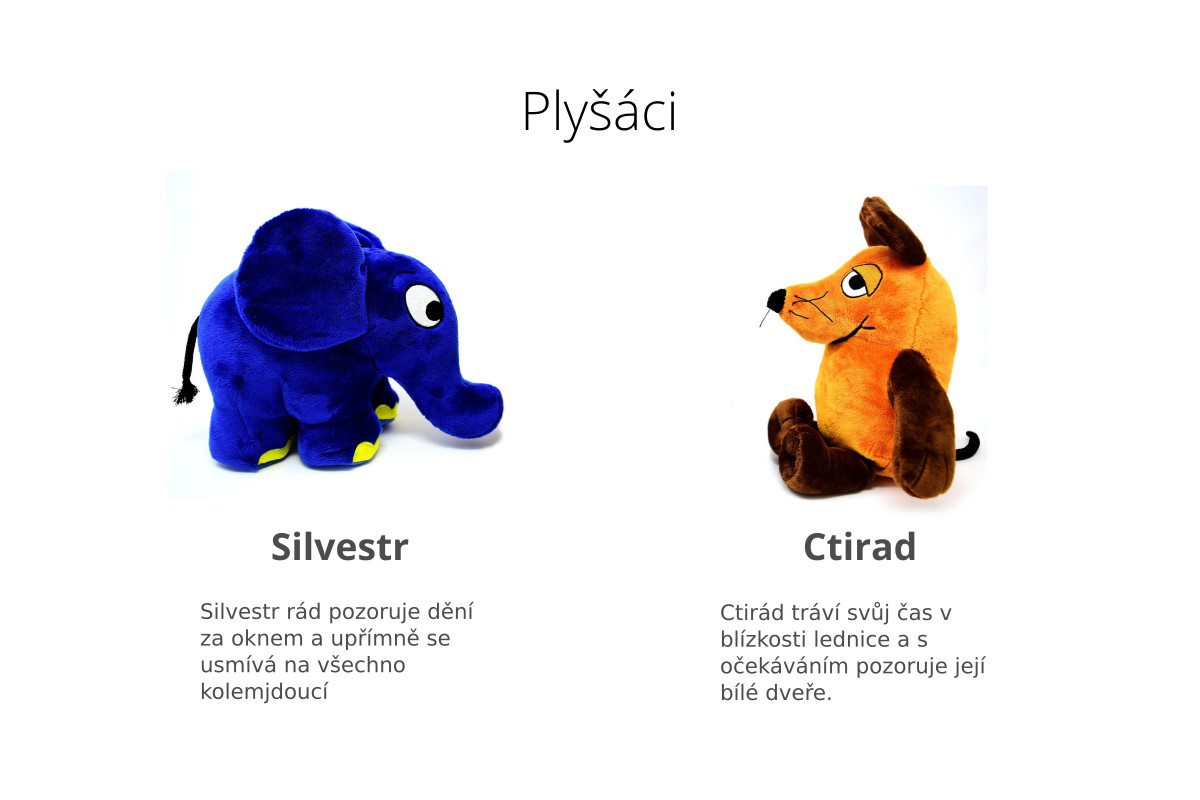 Plyšáci
Silvestr
Silvestr rád pozoruje dění
za oknem a upřímně se
usmívá na všechno
kolemjdoucí
Ctirad
Ctirád tráví svůj čas v
blízkosti lednice a s
očekáváním pozoruje její
bílé dveře.